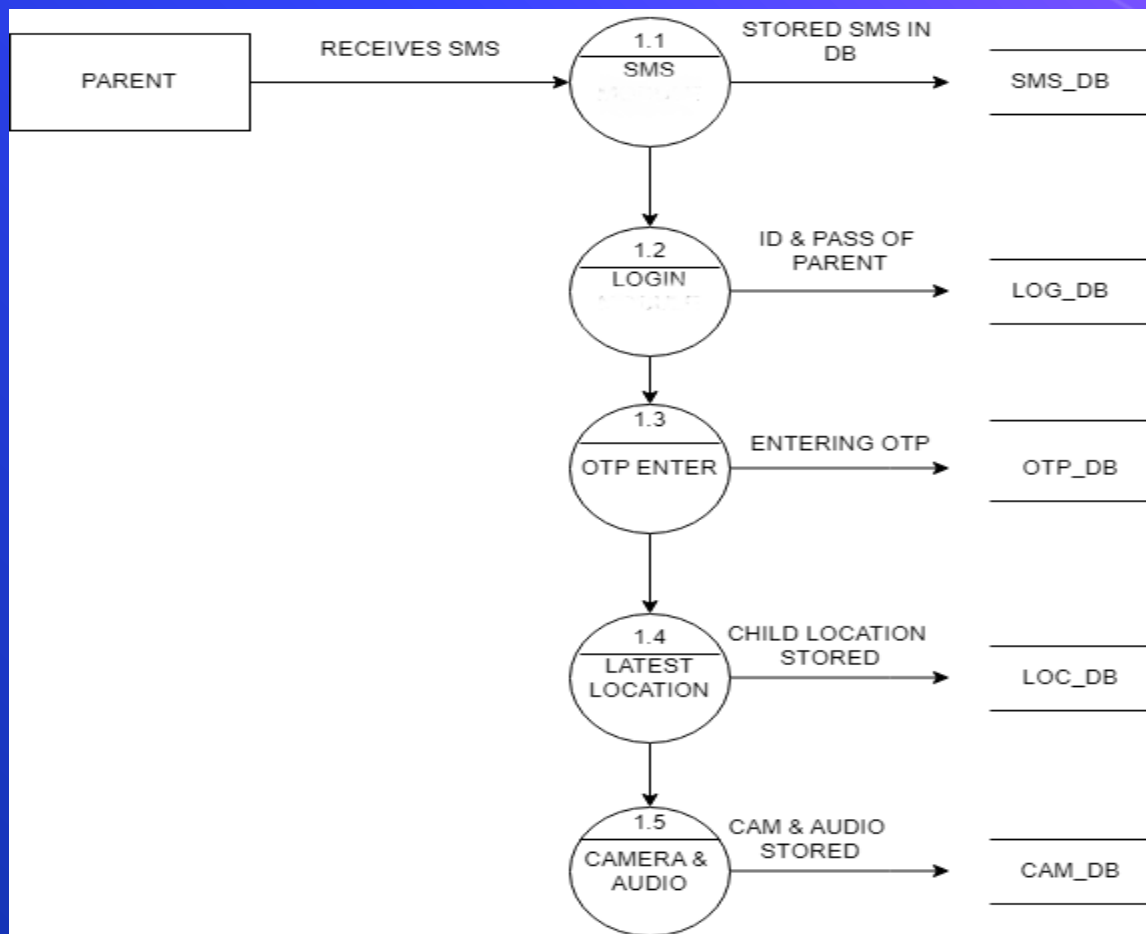 PARENT
RECEIVES SMS
1.1
SMS
STORED SMS IN
DB
SMS_DB
1.2
LOGIN
ID & PASS OF
PARENT
LOG_DB
1.3
OTP ENTER
ENTERING OTP
OTP_DB
1.4
LATEST
LOCATION
CHILD LOCATION
STORED
LOC_DB
1.5
CAMERA &
AUDIO
CAM & AUDIO
STORED
CAM_DB